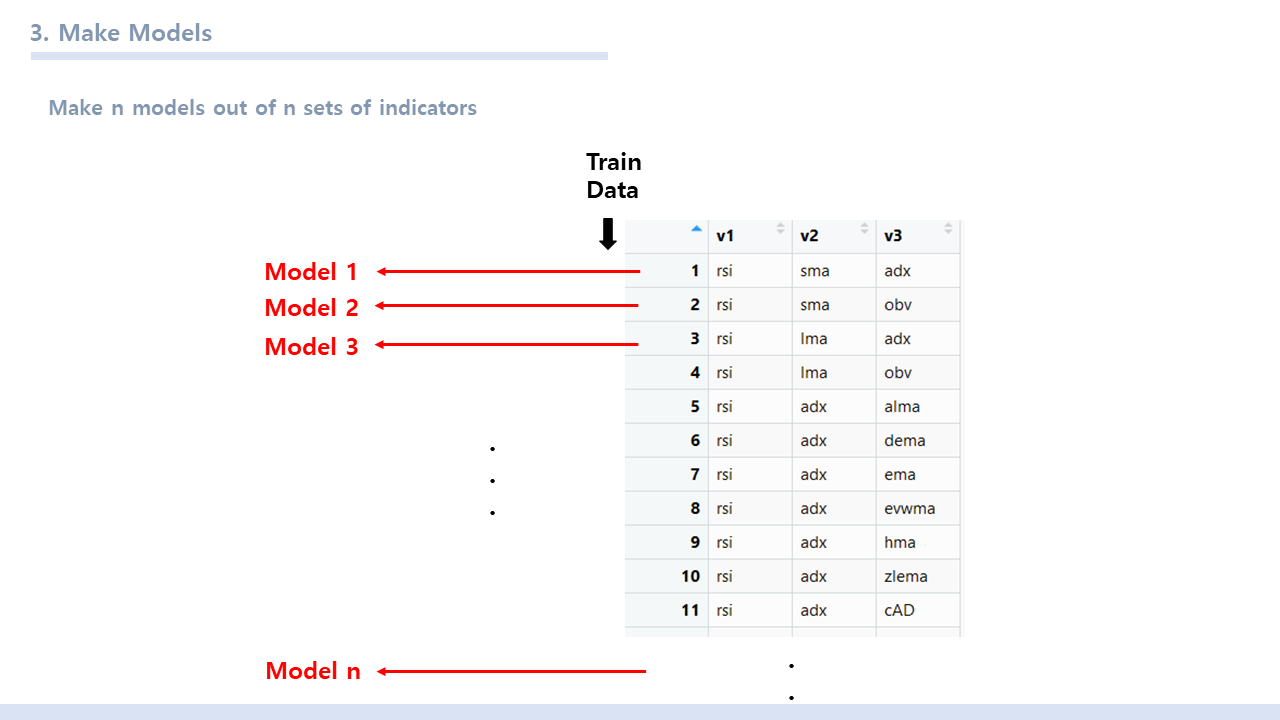 3. Make Models
Make n models out of n sets of indicators
Train
Data
v1 v2 v3
Model 1 1 rsi sma adx
Model 2 2 rsi sma obv
Model 3 3 rsi lma adx
4 rsi lma obv
5 rsi adx alma
6 rsi adx dema
7 rsi adx ema
8 rsi adx evwma
9 rsi adx hma
10 rsi adx zlema
11 rsi adx cAD
Model n